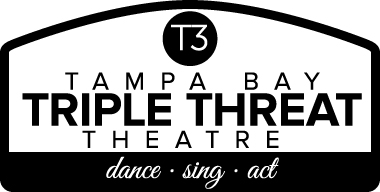 T3
TAMPA BAY
TRIPLE THREAT
THEATRE
dance · sing · act